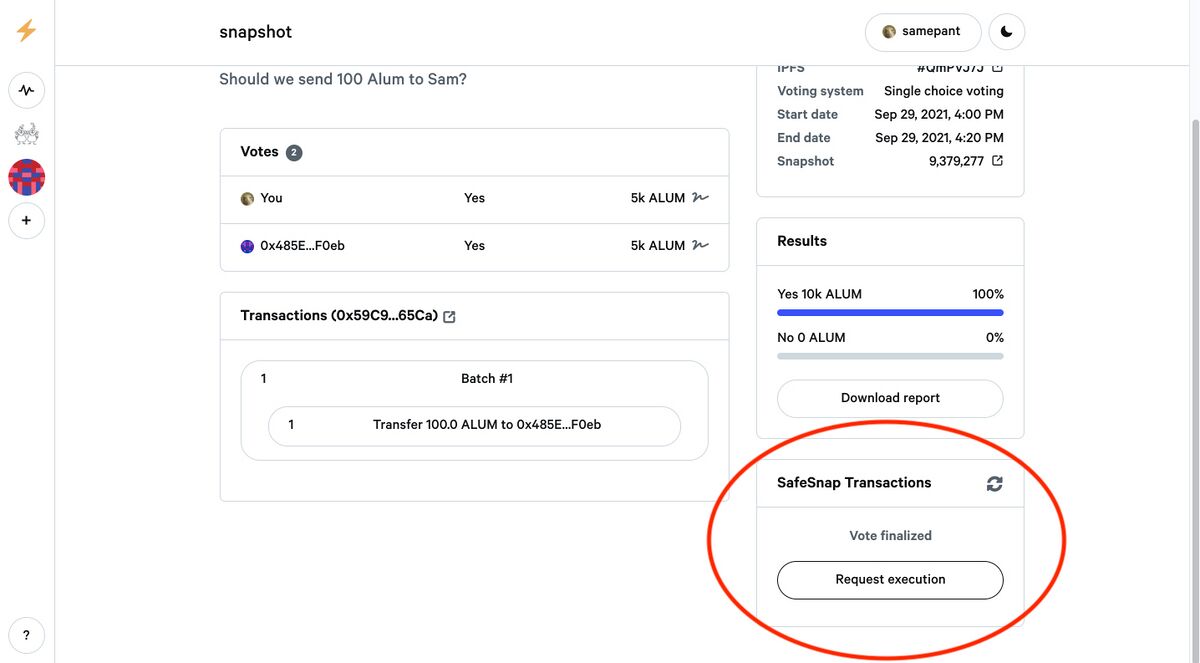 snapshot
samepant
Should we send 100 Alum to Sam?
Votes 2
You Yes 5k ALUM
0x485E...F0eb Yes 5k ALUM
Transactions (0x59C9...65Ca)
1 Batch #1
1 Transfer 100.0 ALUM to 0x485E...F0eb
IPFS #QmPVJ7J
Voting system Single choice voting
Start date Sep 29, 2021, 4:00 PM
End date Sep 29, 2021, 4:20 PM
Snapshot 9,379,277
Results
Yes 10k ALUM 100%
No 0 ALUM 0%
Download report
SafeSnap Transactions
Vote finalized
Request execution
+
?